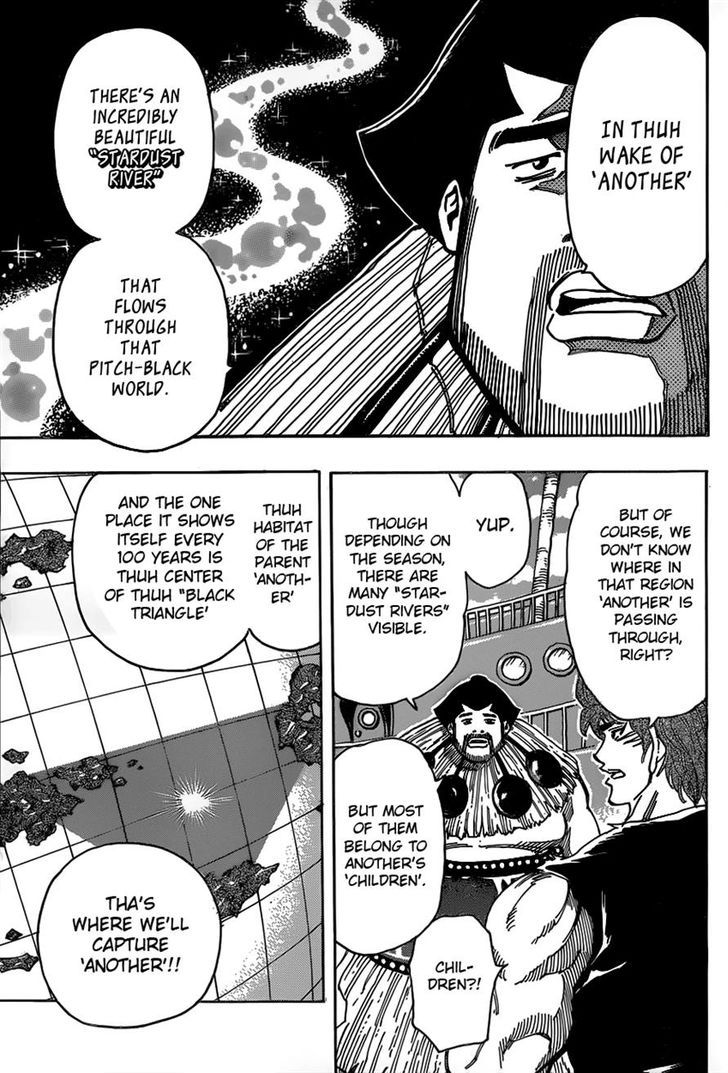 IN THUH
WAKE OF
'ANOTHER'
THERE'S AN
INCREDIBLY
BEAUTIFUL
"STARDUST
RIVER"
THAT
FLOWS
THROUGH
THAT
PITCH-BLACK
WORLD.
BUT OF
COURSE, WE
DON'T KNOW
WHERE IN
THAT REGION
'ANOTHER' IS
PASSING
THROUGH,
RIGHT?
YUP.
THOUGH
DEPENDING ON
THE SEASON,
THERE ARE
MANY "STAR-
DUST RIVERS"
VISIBLE.
BUT MOST
OF THEM
BELONG TO
ANOTHER'S
'CHILDREN'.
CHIL-
DREN?!
THUH
HABITAT
OF THE
PARENT
'ANOTH-
ER'
AND THE ONE
PLACE IT SHOWS
ITSELF EVERY
100 YEARS IS
THUH CENTER
OF THUH "BLACK
TRIANGLE'
THA'S
WHERE WE'LL
CAPTURE
'ANOTHER'!!